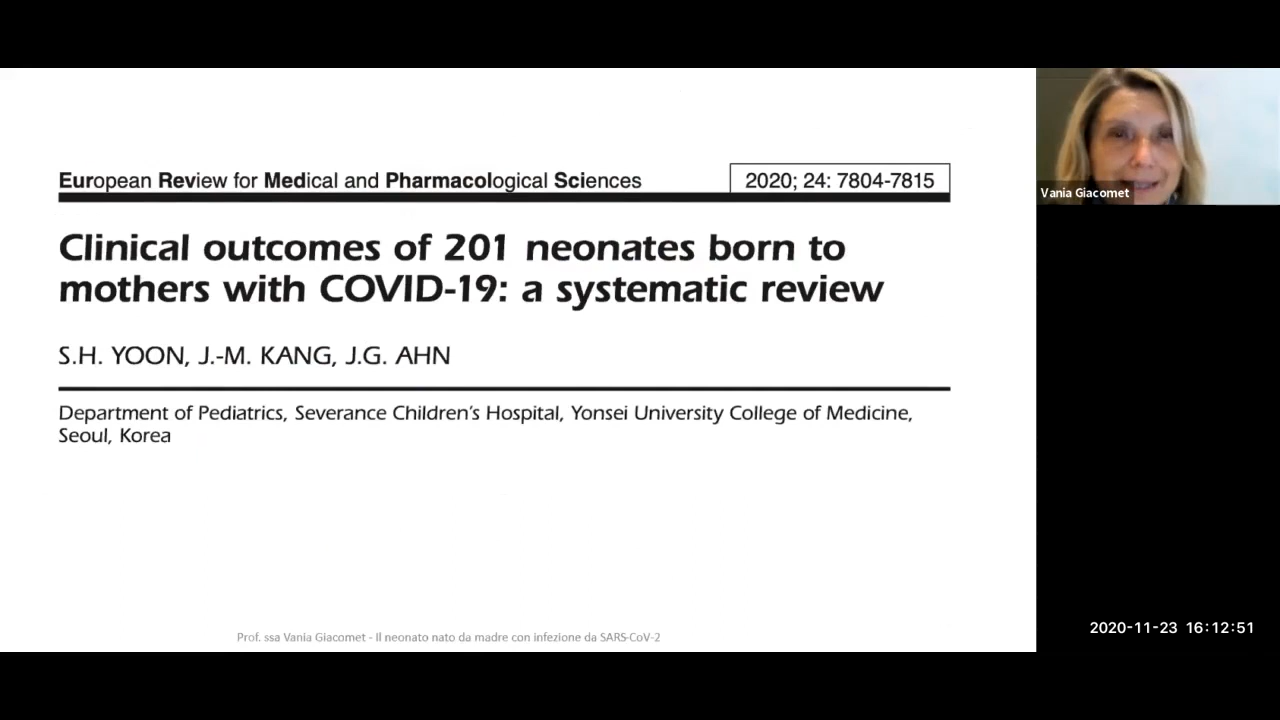 European Review for Medical and Pharmacological Sciences
2020; 24: 7804-7815
Clinical outcomes of 201 neonates born to
mothers with COVID-19: a systematic review
S.H. YOON, J.-M. KANG, J.G. AHN
Department of Pediatrics, Severance Children's Hospital, Yonsei University College of Medicine,
Seoul, Korea
Prof. ssa Vania Giacomet - Il neonato nato da madre con infezione da SARS-CoV-2
Vania Giacomet
2020-11-23 16:12:51